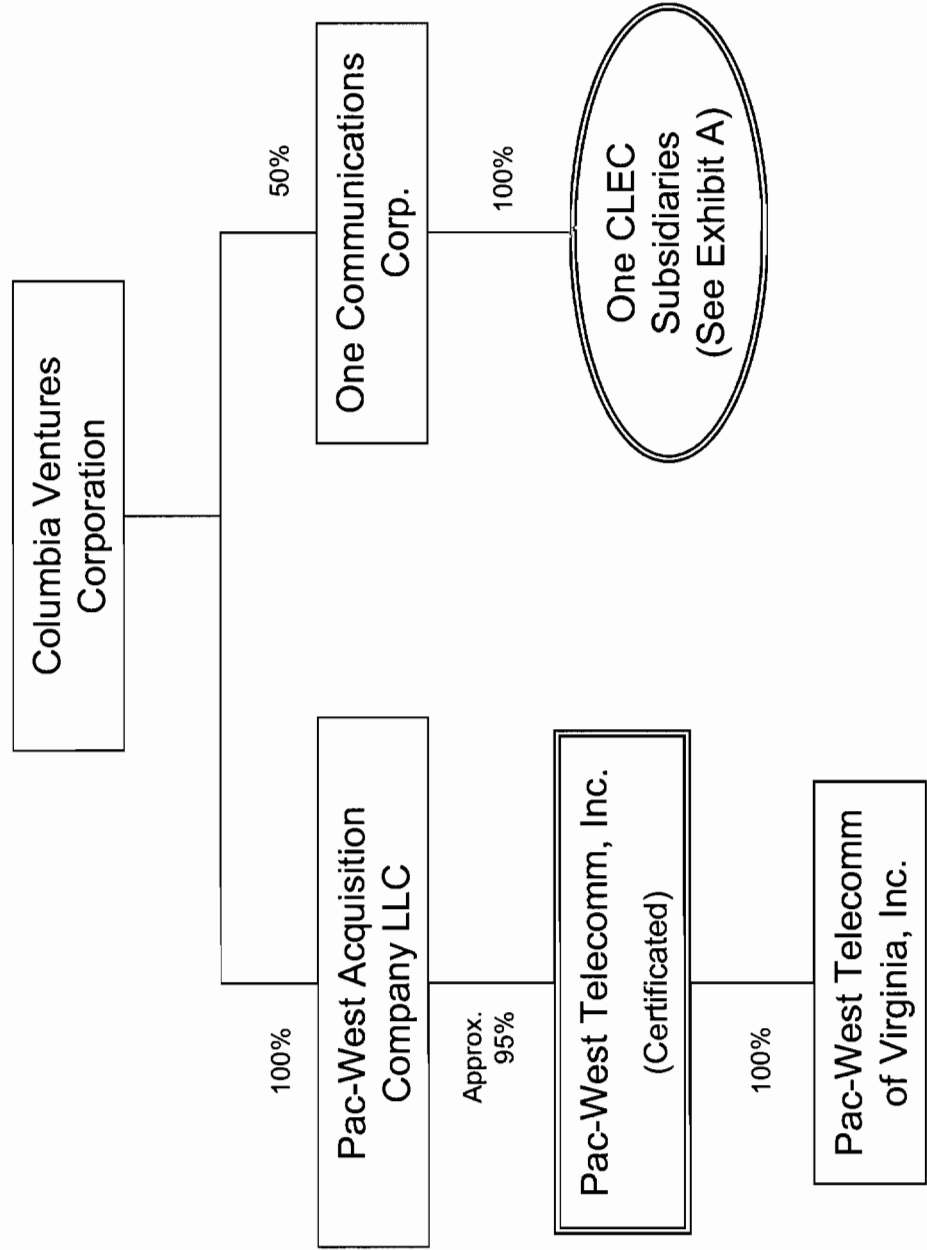 Columbia Ventures
Corporation
100%
50%
Pac-West Acquisition
Company LLC
One Communications
Corp.
Approx.
95%
100%
Pac-West Telecomm, Inc.
(Certificated)
One CLEC
Subsidiaries
(See Exhibit A)
100%
Pac-West Telecomm
of Virginia, Inc.